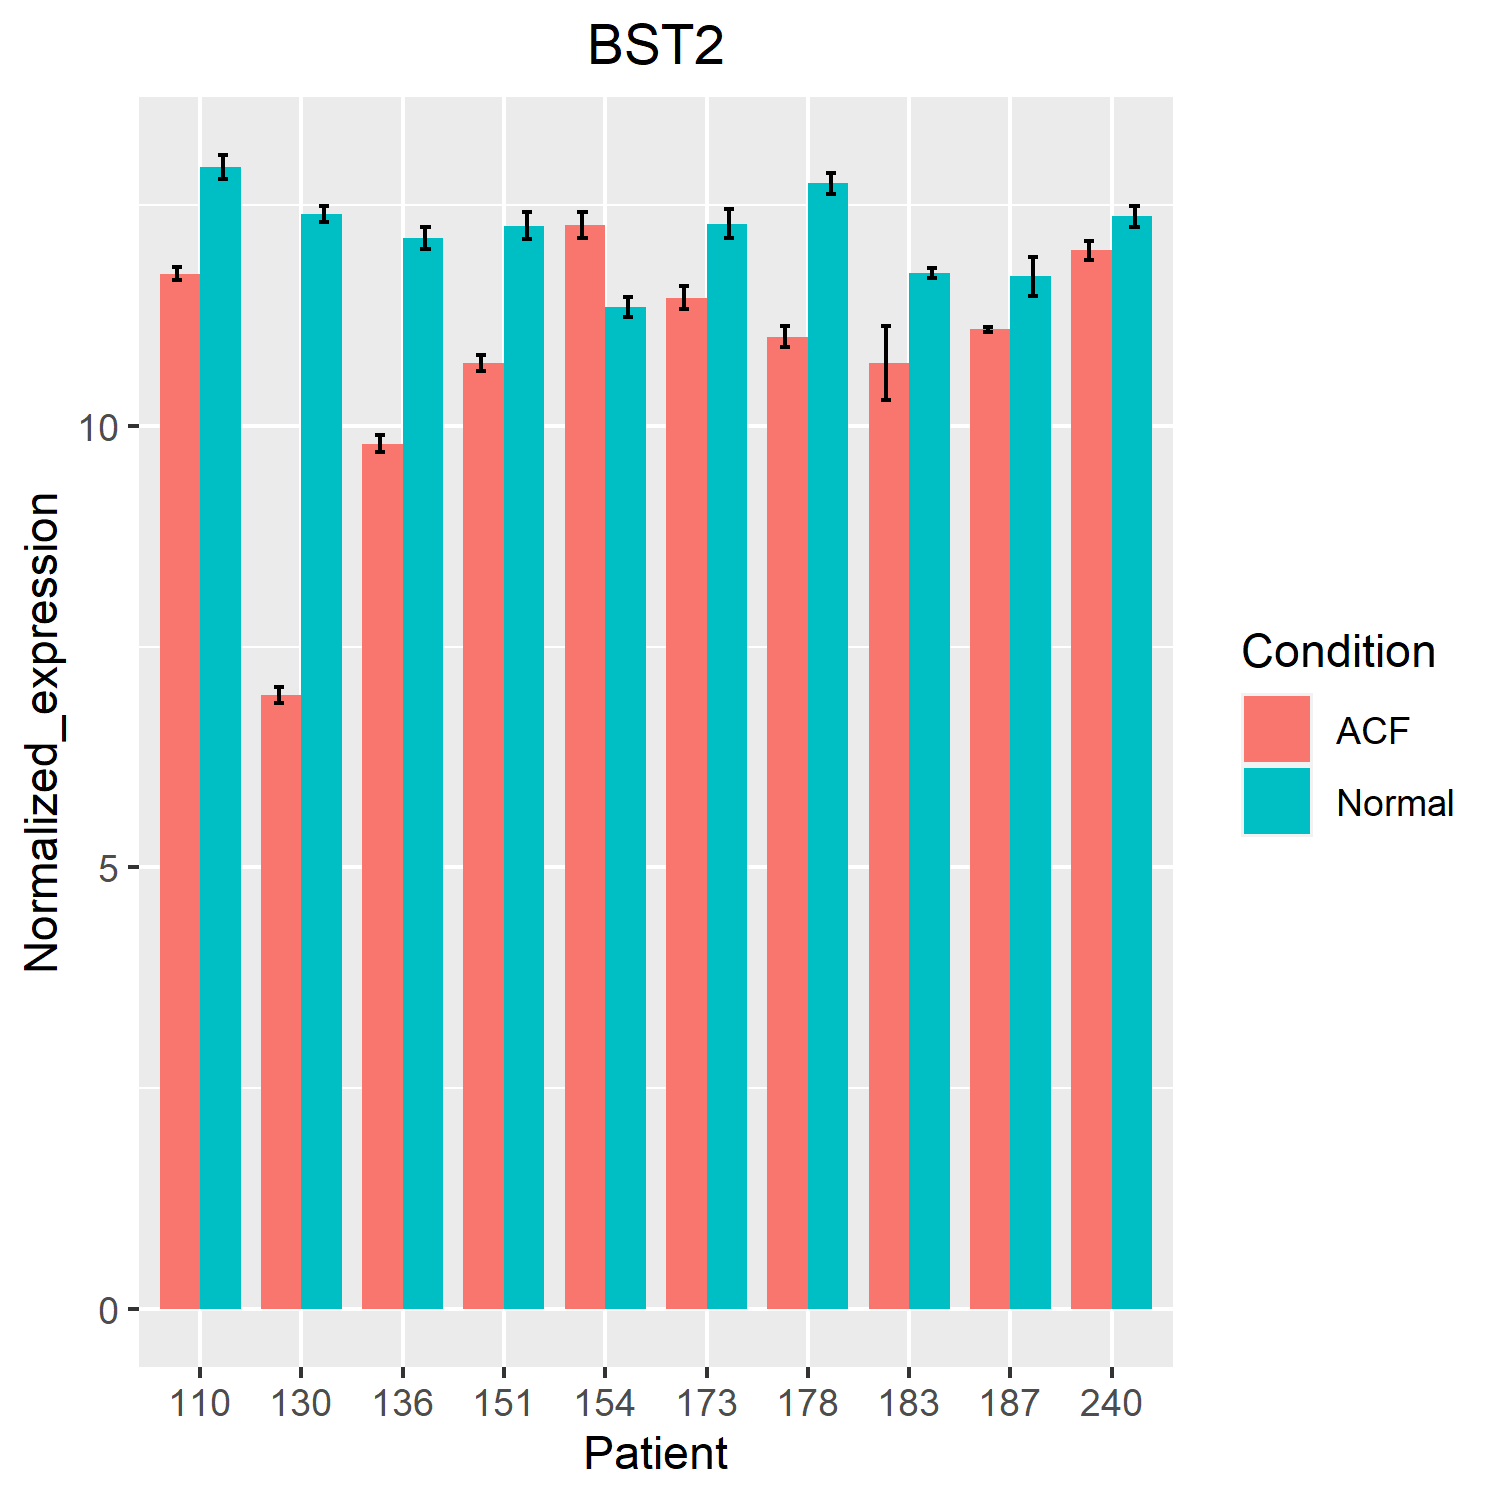 BST2
Normalized_expression
10
5
0
110 130 136 151 154 173 178 183 187 240
Patient
Condition
ACF
Normal